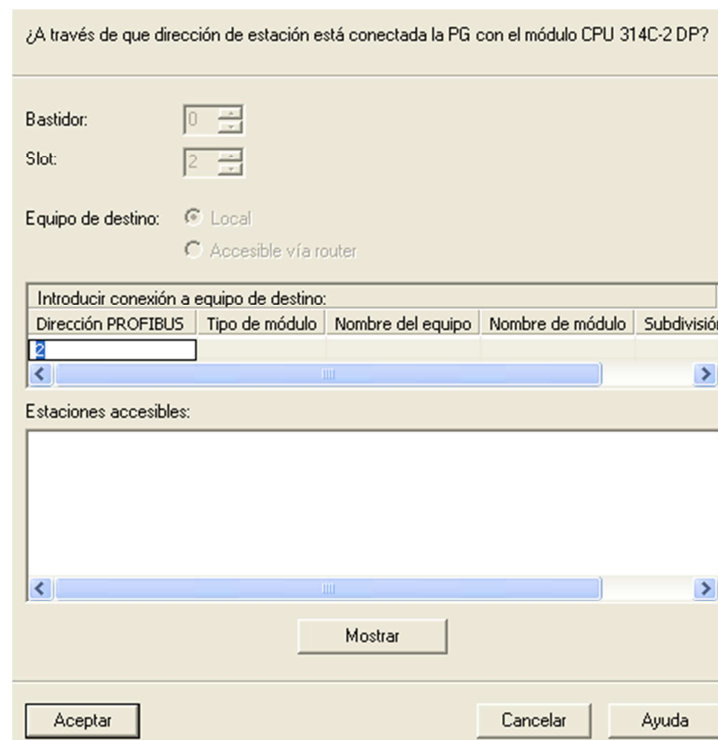 ¿A través de que dirección de estación está conectada la PG con el módulo CPU 314C-2 DP?
Bastidor: 0
Slot: 2
Equipo de destino: Local
Accesible vía router
Introducir conexión a equipo de destino:
Dirección PROFIBUS Tipo de módulo Nombre del equipo Nombre de módulo Subdivisión
2
Estaciones accesibles:
Mostrar
Aceptar Cancelar Ayuda